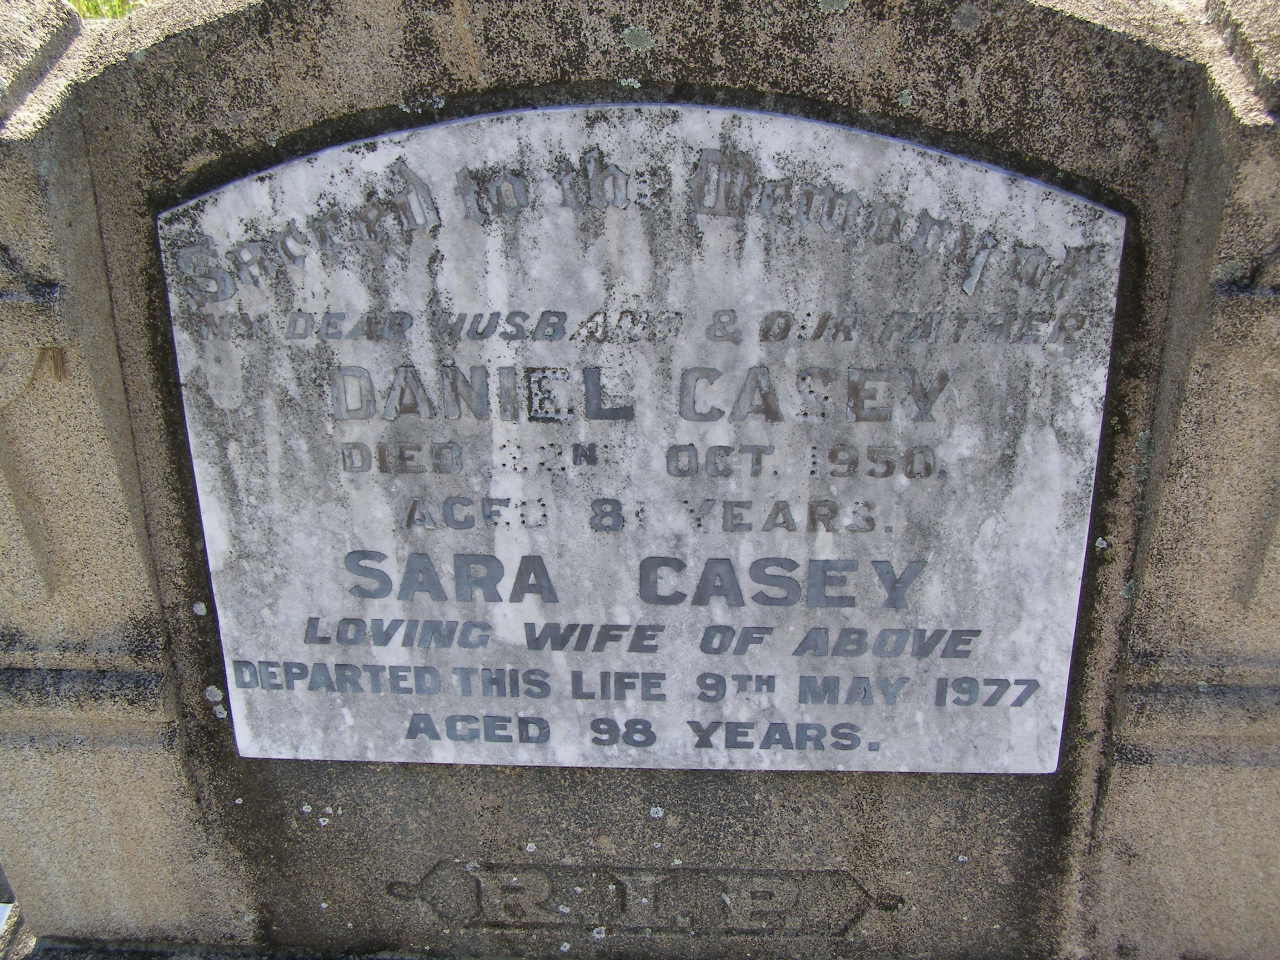 Sacred to the Memory of
MY DEAR HUSBAND & OUR FATHER
DANIEL CASEY
DIED OCT. 1950.
AGED 81 YEARS.
SARA CASEY
LOVING WIFE OF ABOVE
DEPARTED THIS LIFE 9TH MAY 1977
AGED 98 YEARS.
R.I.P